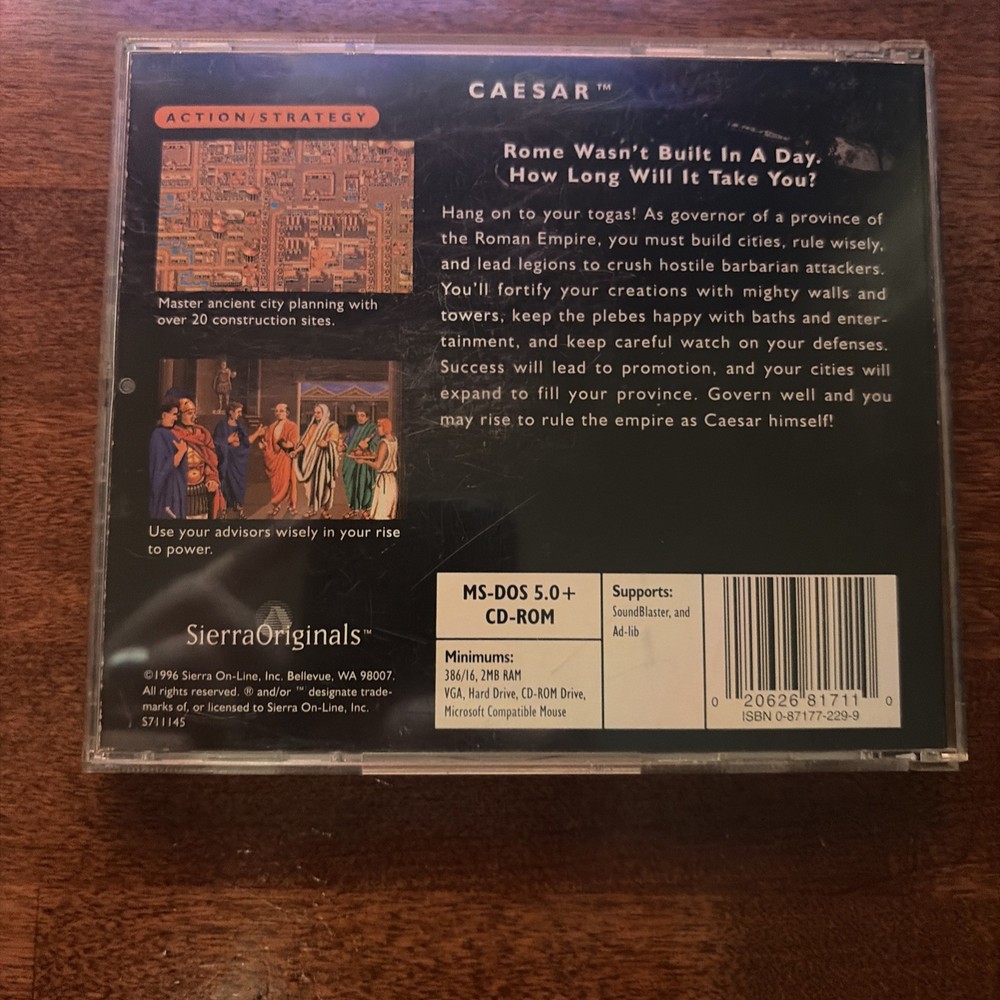 CAESAR™
ACTION/STRATEGY
Rome Wasn't Built In A Day.
How Long Will It Take You?
Hang on to your togas! As governor of a province of
the Roman Empire, you must build cities, rule wisely,
and lead legions to crush hostile barbarian attackers.
You'll fortify your creations with mighty walls and
towers, keep the plebes happy with baths and enter-
tainment, and keep careful watch on your defenses.
Success will lead to promotion, and your cities will
expand to fill your province. Govern well and you
may rise to rule the empire as Caesar himself!
Master ancient city planning with
over 20 construction sites.
Use your advisors wisely in your rise
to power.
SierraOriginals™
©1996 Sierra On-Line, Inc. Bellevue, WA 98007.
All rights reserved. ® and/or ™ designate trade-
marks of, or licensed to Sierra On-Line, Inc.
S711145
MS-DOS 5.0+
CD-ROM
Minimums:
386/16, 2MB RAM
VGA, Hard Drive, CD-ROM Drive,
Microsoft Compatible Mouse
Supports:
SoundBlaster, and
Ad-lib
0 20626 81711 0
ISBN 0-87177-229-9